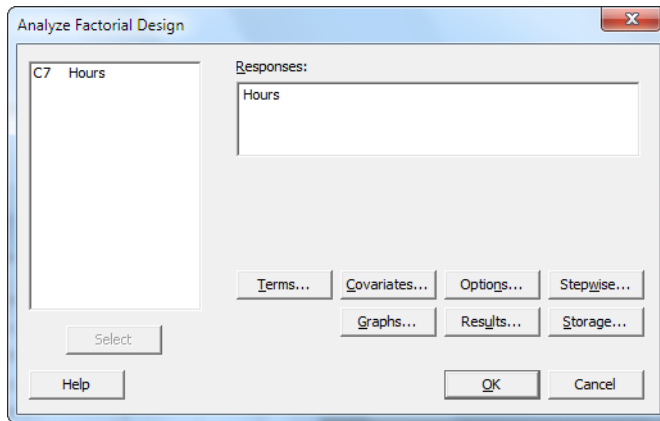 Analyze Factorial Design
X
C7 Hours
Responses:
Hours
Terms... Covariates... Options... Stepwise...
Graphs... Results... Storage...
Select
Help OK Cancel